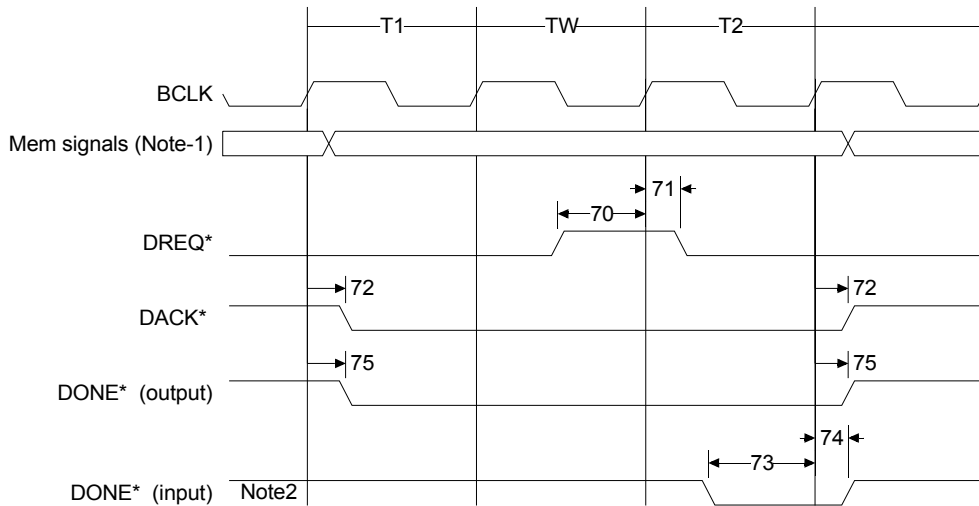 T1 TW T2
BCLK
Mem signals (Note-1)
71
70
DREQ*
72 72
DACK*
75 75
DONE* (output)
74
73
DONE* (input) Note2